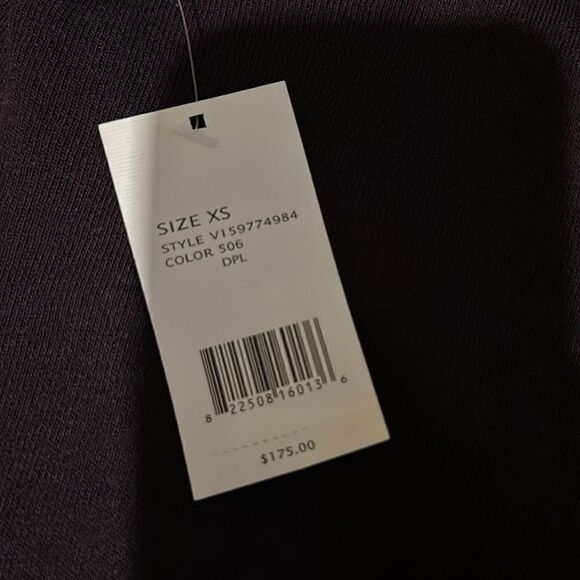 SIZE XS
STYLE V159774984
COLOR 506
DPL
8 22508 16013 6
$175.00